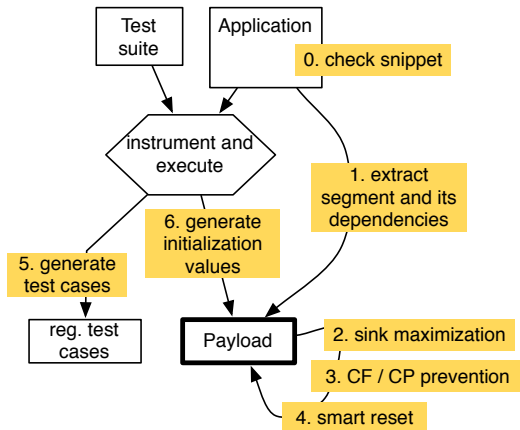 Test
suite
Application
0. check snippet
instrument and
execute
1. extract
segment and its
dependencies
6. generate
initialization
values
5. generate
test cases
reg. test
cases
Payload
2. sink maximization
3. CF / CP prevention
4. smart reset